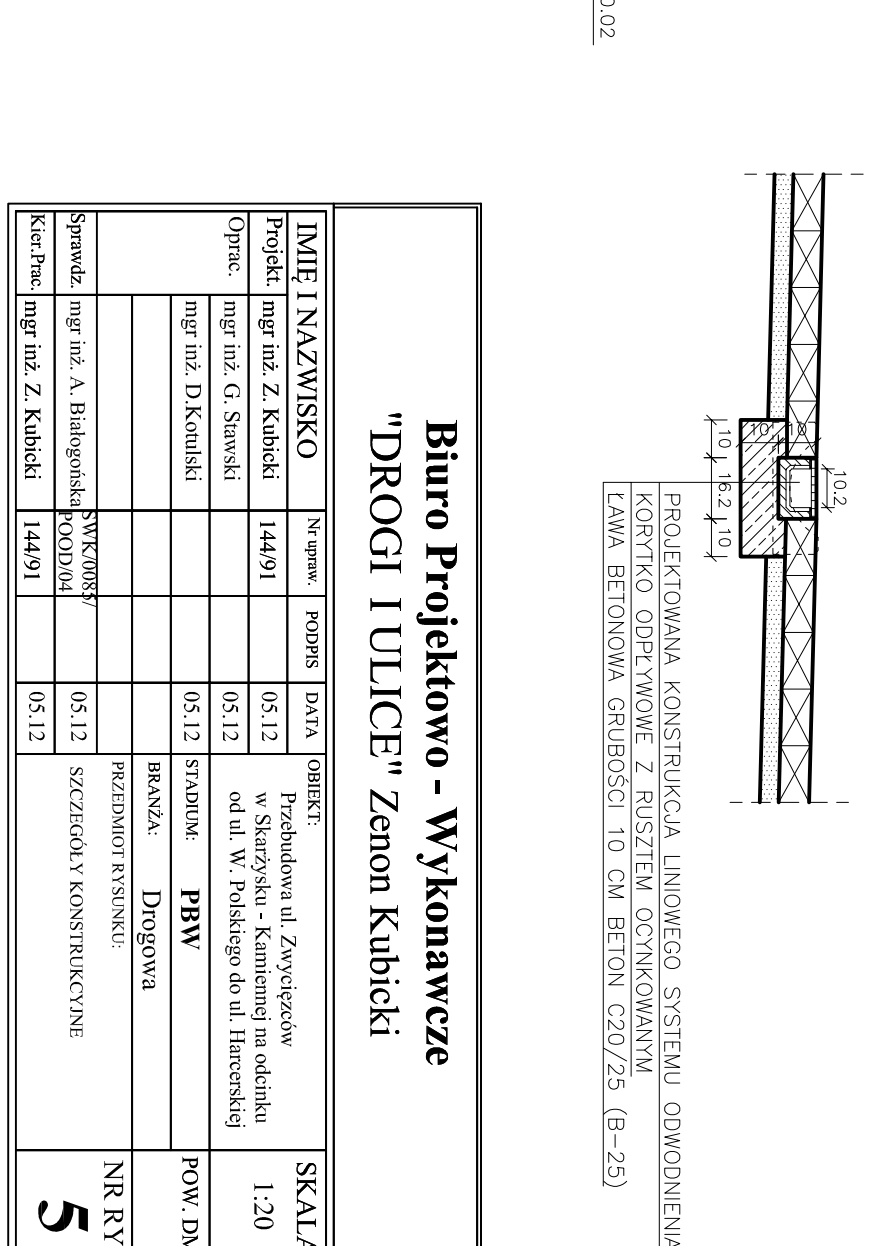 0.02
10.2
10
10
10
16.2
10
PROJEKTOWANA KONSTRUKCJA LINIOWEGO SYSTEMU ODWODNIENIA
KORYTKO ODPŁYWOWE Z RUSZTEM OCYNKOWANYM
ŁAWA BETONOWA GRUBOŚCI 10 CM BETON C20/25 (B-25)
Biuro Projektowo - Wykonawcze
"DROGI I ULICE" Zenon Kubicki
IMIĘ I NAZWISKO
Nr upraw.
PODPIS
DATA
Projekt.
mgr inż. Z. Kubicki
144/91
05.12
Oprac.
mgr inż. G. Stawski
05.12
mgr inż. D.Kotulski
05.12
Sprawdz.
mgr inż. A. Białogońska
SWK/0085/
POOD/04
05.12
Kier.Prac.
mgr inż. Z. Kubicki
144/91
05.12
OBIEKT:
Przebudowa ul. Zwycięzców
w Skarżysku - Kamiennej na odcinku
od ul. W. Polskiego do ul. Harcerskiej
STADIUM: PBW
BRANŻA: Drogowa
PRZEDMIOT RYSUNKU:
SZCZEGÓŁY KONSTRUKCYJNE
SKALA
1:20
POW. DM
NR RY
5